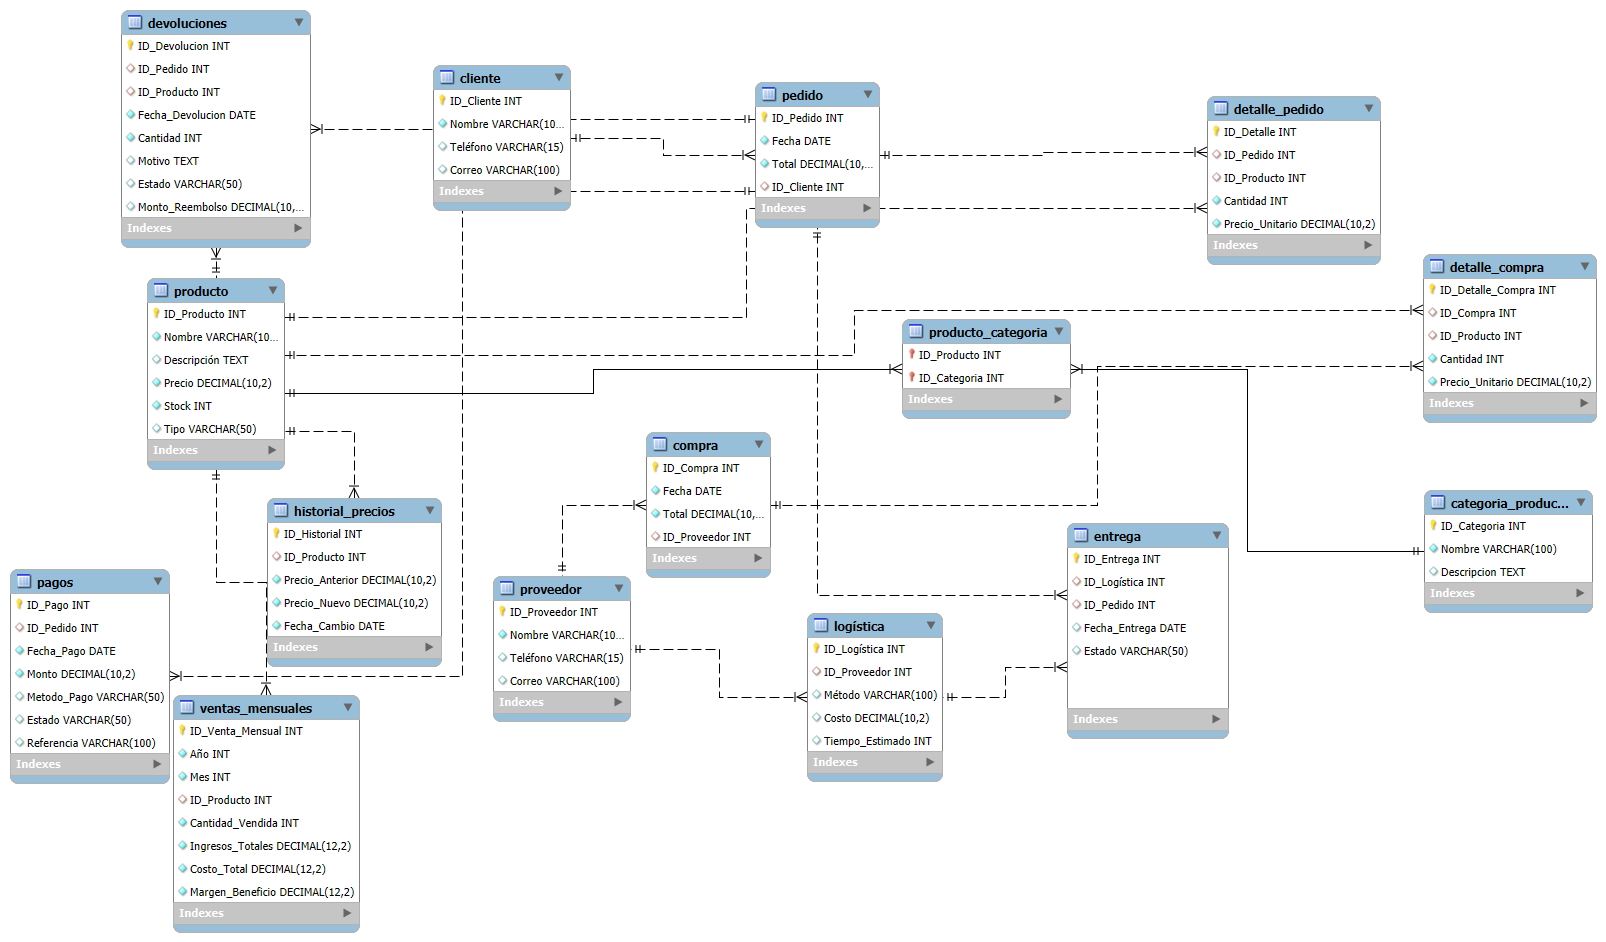 devoluciones
ID_Devolucion INT
ID_Pedido INT
ID_Producto INT
Fecha_Devolucion DATE
Cantidad INT
Motivo TEXT
Estado VARCHAR(50)
Monto_Reembolso DECIMAL(10,...
Indexes
cliente
ID_Cliente INT
Nombre VARCHAR(10...
Teléfono VARCHAR(15)
Correo VARCHAR(100)
Indexes
pedido
ID_Pedido INT
Fecha DATE
Total DECIMAL(10,...
ID_Cliente INT
Indexes
detalle_pedido
ID_Detalle INT
ID_Pedido INT
ID_Producto INT
Cantidad INT
Precio_Unitario DECIMAL(10,2)
Indexes
detalle_compra
ID_Detalle_Compra INT
ID_Compra INT
ID_Producto INT
Cantidad INT
Precio_Unitario DECIMAL(10,2)
Indexes
producto
ID_Producto INT
Nombre VARCHAR(10...
Descripción TEXT
Precio DECIMAL(10,2)
Stock INT
Tipo VARCHAR(50)
Indexes
producto_categoria
ID_Producto INT
ID_Categoria INT
Indexes
compra
ID_Compra INT
Fecha DATE
Total DECIMAL(10,...
ID_Proveedor INT
Indexes
categoria_produc...
ID_Categoria INT
Nombre VARCHAR(100)
Descripcion TEXT
Indexes
historial_precios
ID_Historial INT
ID_Producto INT
Precio_Anterior DECIMAL(10,2)
Precio_Nuevo DECIMAL(10,2)
Fecha_Cambio DATE
Indexes
entrega
ID_Entrega INT
ID_Logística INT
ID_Pedido INT
Fecha_Entrega DATE
Estado VARCHAR(50)
Indexes
pagos
ID_Pago INT
ID_Pedido INT
Fecha_Pago DATE
Monto DECIMAL(10,2)
Metodo_Pago VARCHAR(50)
Estado VARCHAR(50)
Referencia VARCHAR(100)
Indexes
proveedor
ID_Proveedor INT
Nombre VARCHAR(10...
Teléfono VARCHAR(15)
Correo VARCHAR(100)
Indexes
logística
ID_Logística INT
ID_Proveedor INT
Método VARCHAR(100)
Costo DECIMAL(10,2)
Tiempo_Estimado INT
Indexes
ventas_mensuales
ID_Venta_Mensual INT
Año INT
Mes INT
ID_Producto INT
Cantidad_Vendida INT
Ingresos_Totales DECIMAL(12,2)
Costo_Total DECIMAL(12,2)
Margen_Beneficio DECIMAL(12,2)
Indexes